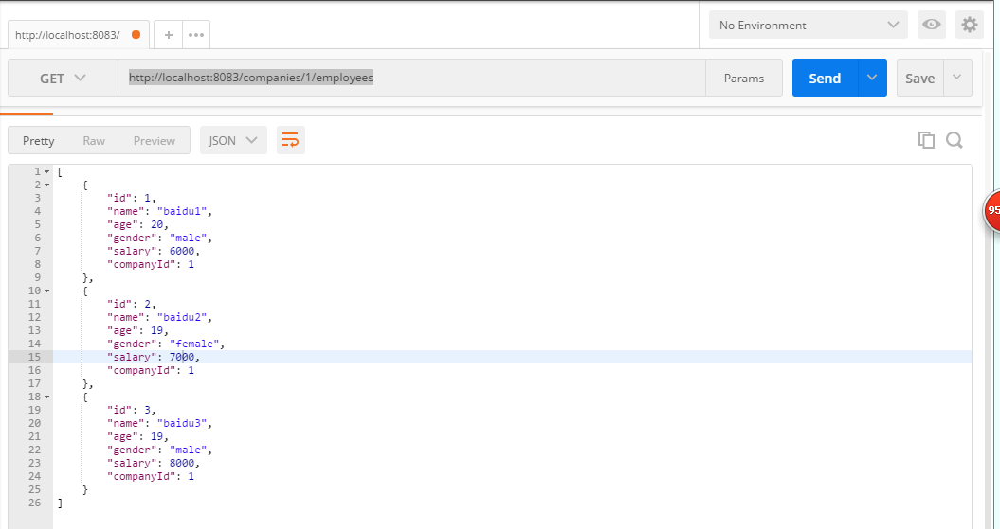 http://localhost:8083/
+
•••
No Environment
GET
http://localhost:8083/companies/1/employees
Params
Send
Save
Pretty
Raw
Preview
JSON
1 [
2 {
3 "id": 1,
4 "name": "baidu1",
5 "age": 20,
6 "gender": "male",
7 "salary": 6000,
8 "companyId": 1
9 },
10 {
11 "id": 2,
12 "name": "baidu2",
13 "age": 19,
14 "gender": "female",
15 "salary": 7000,
16 "companyId": 1
17 },
18 {
19 "id": 3,
20 "name": "baidu3",
21 "age": 19,
22 "gender": "male",
23 "salary": 8000,
24 "companyId": 1
25 }
26 ]
95